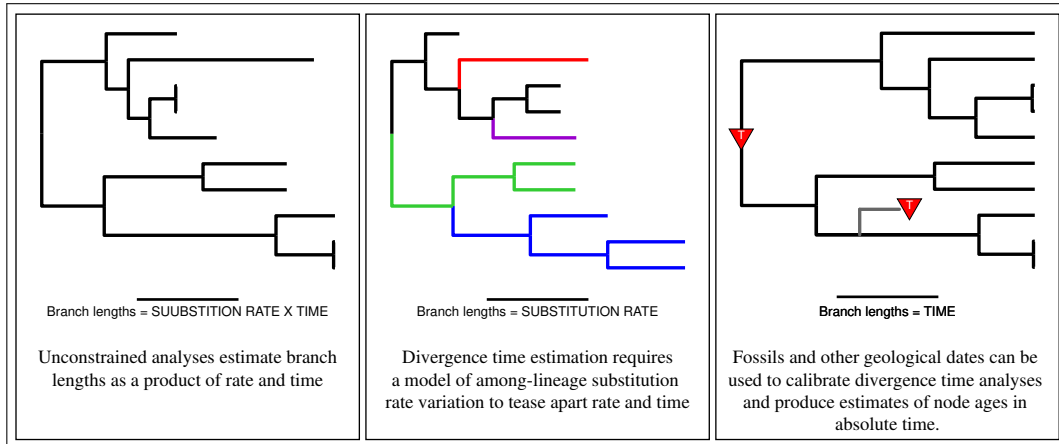 Branch lengths = SUUBSTITION RATE X TIME
Unconstrained analyses estimate branch
lengths as a product of rate and time
Branch lengths = SUBSTITUTION RATE
Divergence time estimation requires
a model of among-lineage substitution
rate variation to tease apart rate and time
T
T
Branch lengths = TIME
Fossils and other geological dates can be
used to calibrate divergence time analyses
and produce estimates of node ages in
absolute time.